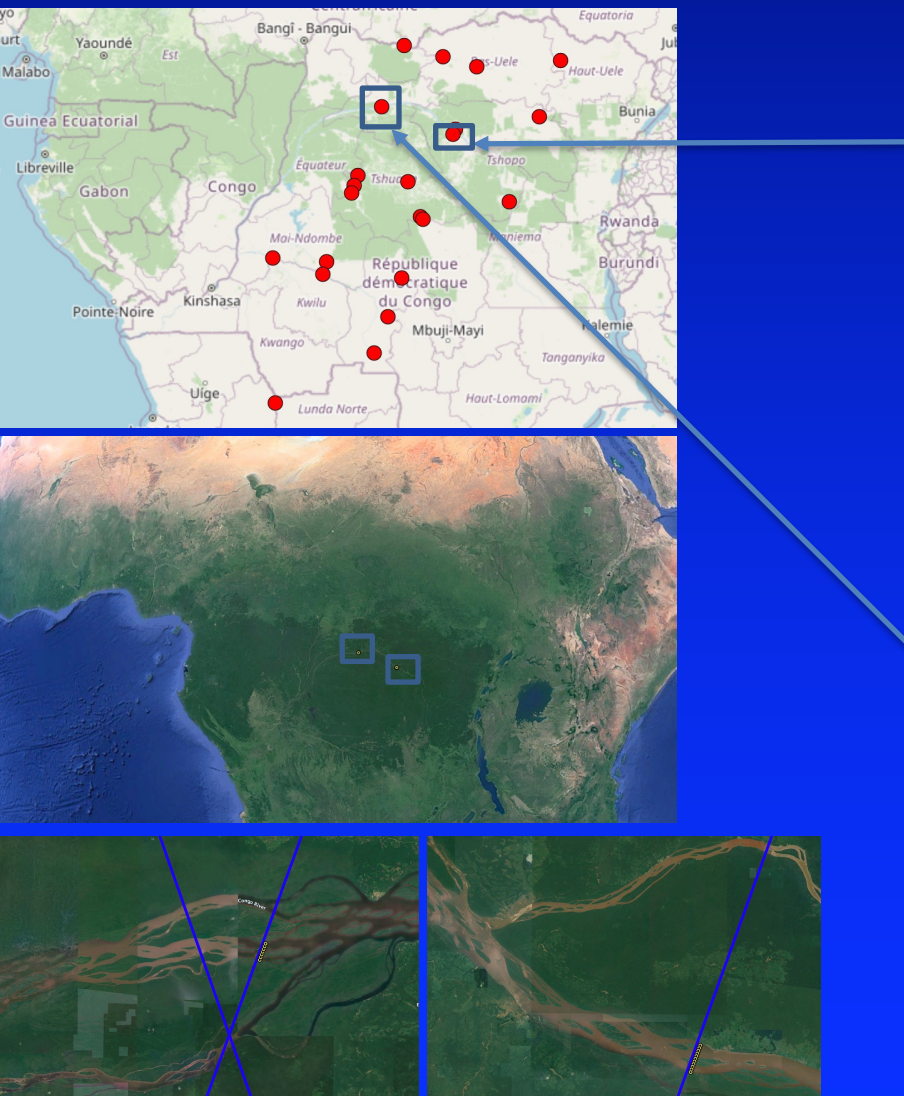 Centrafricaine
Equatoria
Bangî - Bangui
Yaoundé
Est
Bas-Uele
Haut-Uele
Malabo
Bunia
Guinea Ecuatorial
Libreville
Équateur
Tshopo
Gabon
Congo
Tshuapa
Rwanda
Mai-Ndombe
Maniema
République
démocratique
du Congo
Burundi
Kinshasa
Kwilu
Pointe-Noire
Mbuji-Mayi
Kalemie
Kwango
Tanganyika
Uíge
Lunda Norte
Haut-Lomami
Congo River